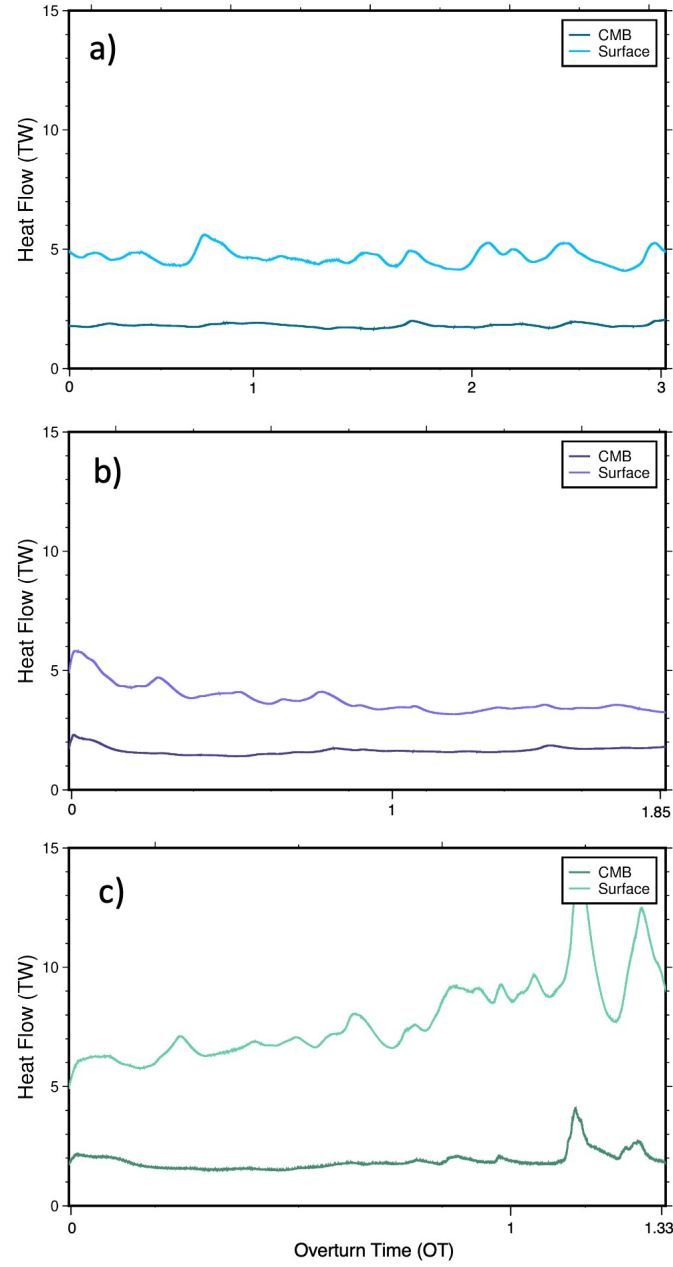 15
a)
CMB
Surface
10
Heat Flow (TW)
5
0
0 1 2 3
15
b)
CMB
Surface
10
Heat Flow (TW)
5
0
0 1 1.85
15
c)
CMB
Surface
10
Heat Flow (TW)
5
0
0 1 1.33
Overturn Time (OT)